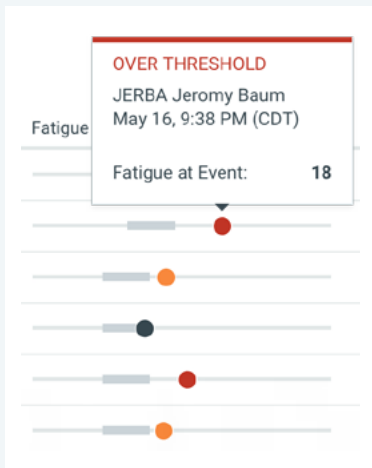 OVER THRESHOLD
JERBA Jeromy Baum
May 16, 9:38 PM (CDT)
Fatigue
Fatigue at Event: 18